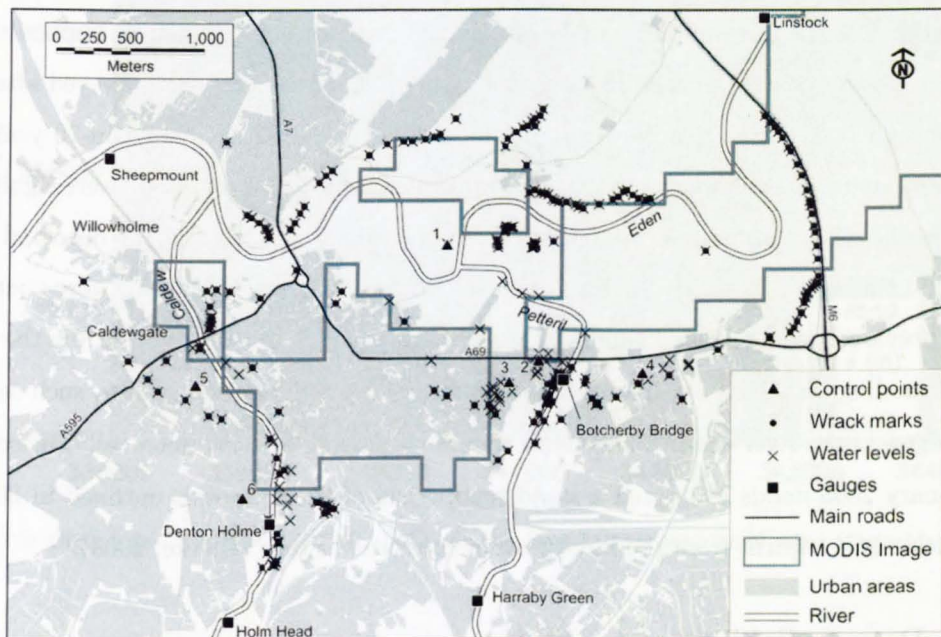 0 250 500 1,000
Meters
Linstock
N
A7
Sheepmount
Willowholme
1
Eden
Caldew
Petteril
M6
Caldewgate
A69
3
2
4
5
A595
Botcherby Bridge
6
Denton Holme
Harraby Green
Holm Head
Control points
Wrack marks
Water levels
Gauges
Main roads
MODIS Image
Urban areas
River